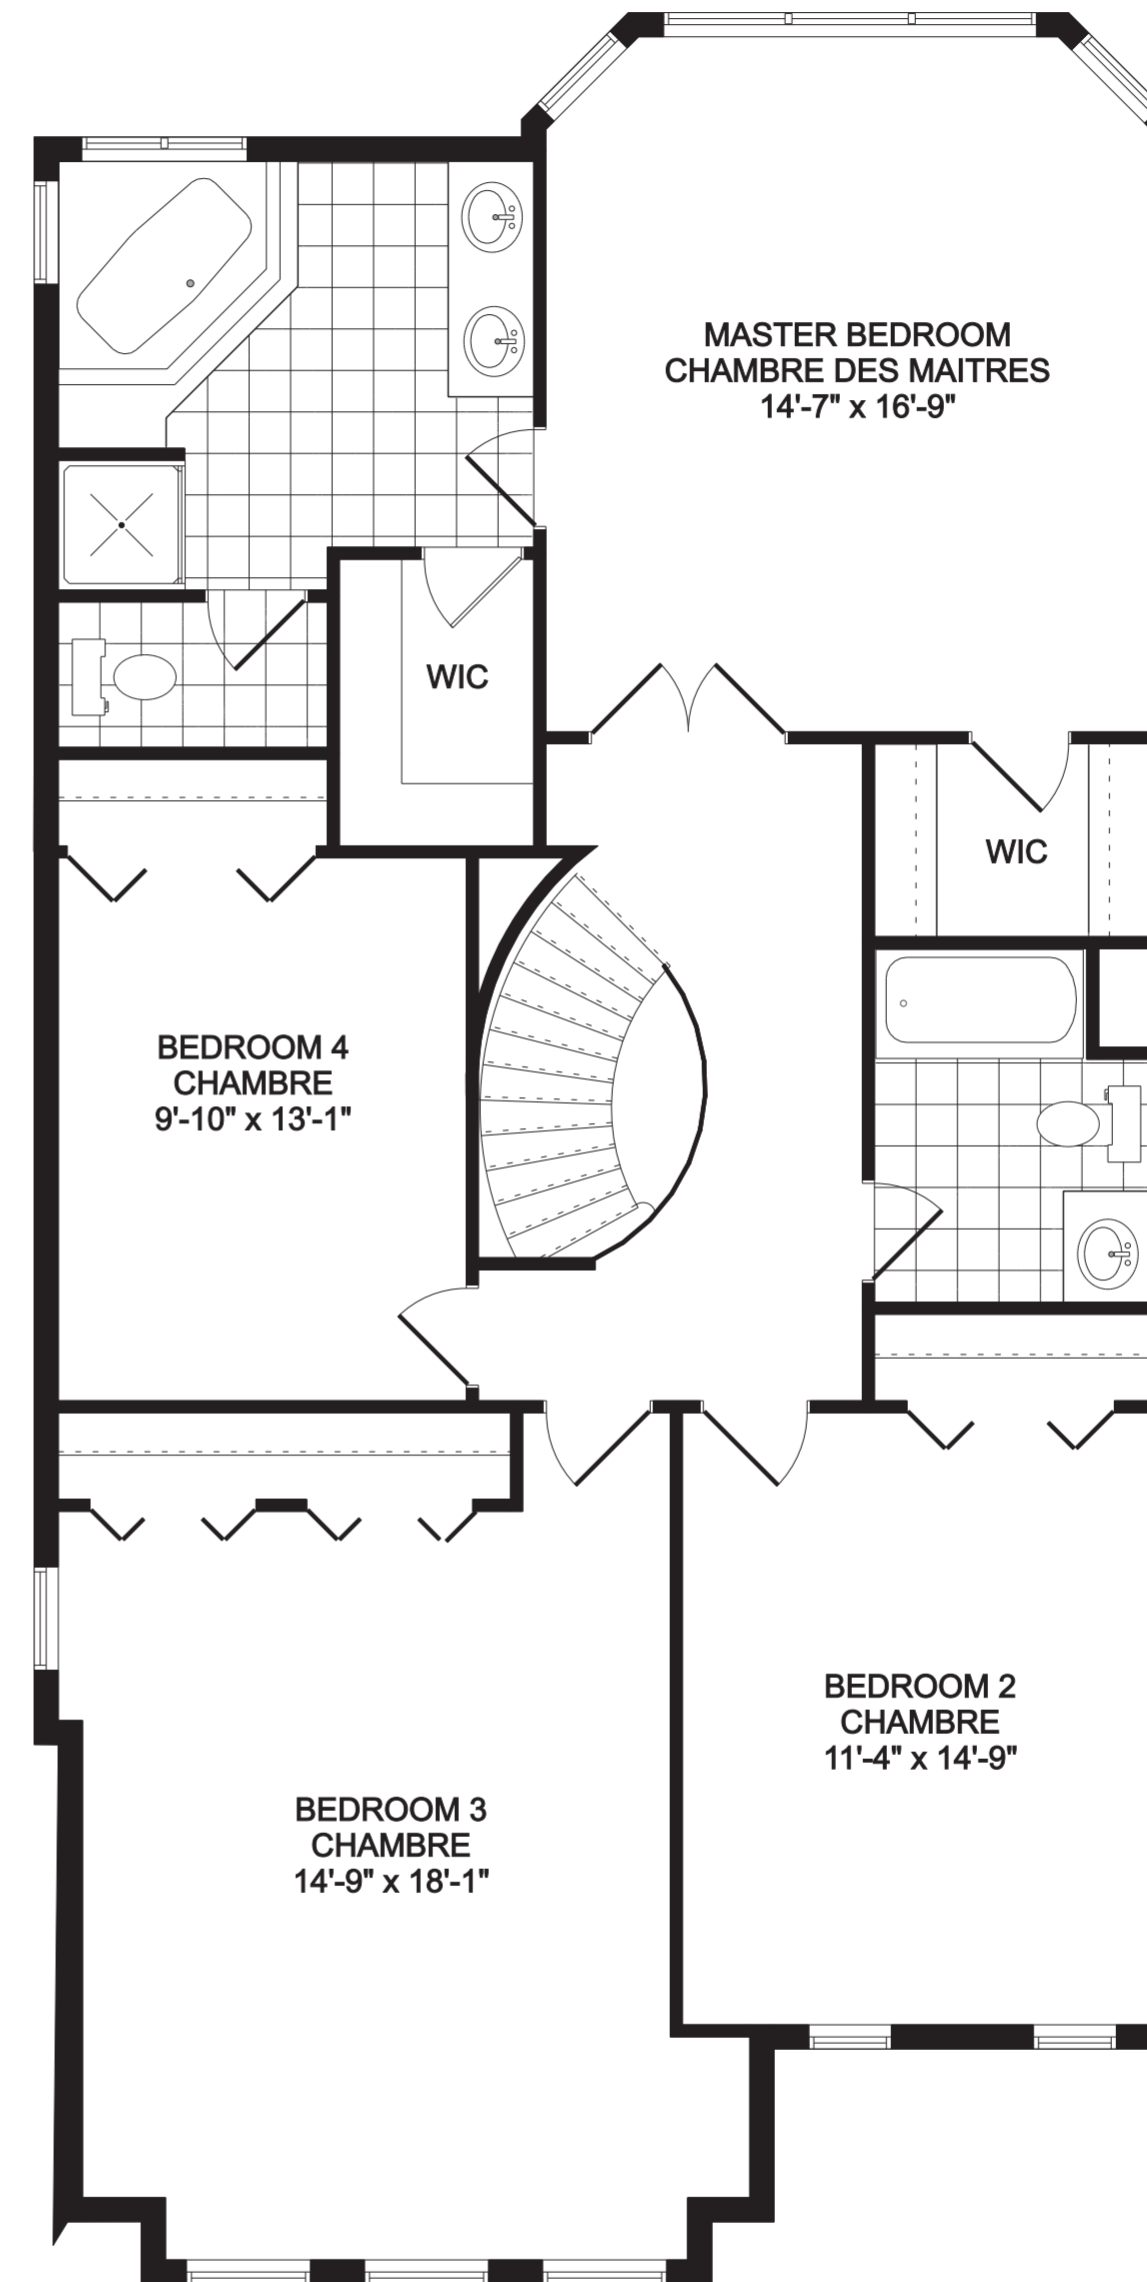 MASTER BEDROOM
CHAMBRE DES MAITRES
14'-7" x 16'-9"
WIC
WIC
BEDROOM 4
CHAMBRE
9'-10" x 13'-1"
BEDROOM 2
CHAMBRE
11'-4" x 14'-9"
BEDROOM 3
CHAMBRE
14'-9" x 18'-1"